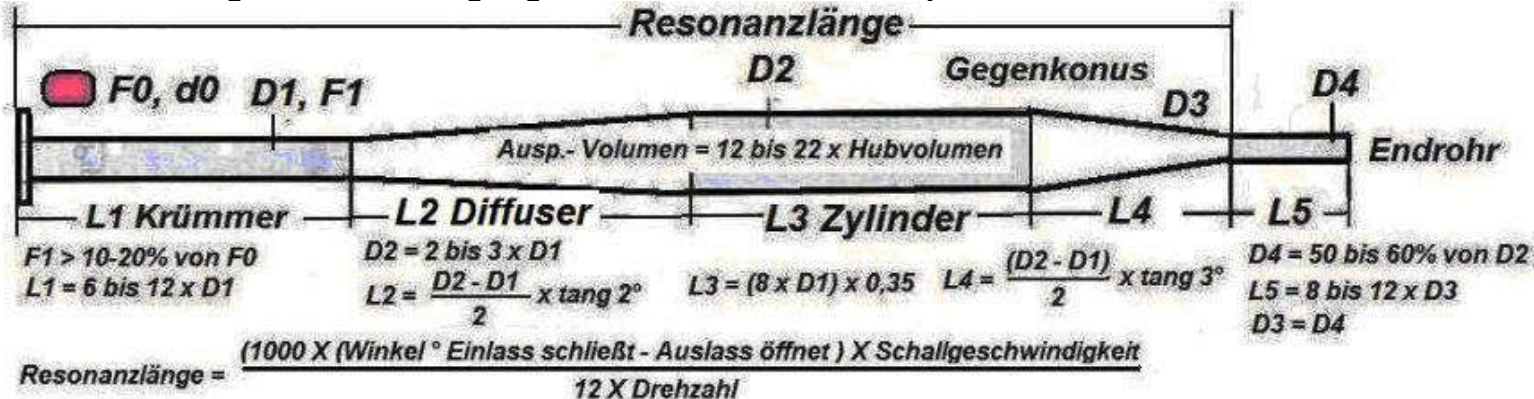 Resonanzlänge
F0, d0 D1, F1 D2 Gegenkonus D3 D4
Ausp.- Volumen = 12 bis 22 x Hubvolumen
Endrohr
L1 Krümmer L2 Diffuser L3 Zylinder L4 L5
F1 > 10-20% von F0
L1 = 6 bis 12 x D1
D2 = 2 bis 3 x D1
L2 = (D2 - D1) / 2 x tang 2°
L3 = (8 x D1) x 0,35
L4 = (D2 - D1) / 2 x tang 3°
D4 = 50 bis 60% von D2
L5 = 8 bis 12 x D3
D3 = D4
Resonanzlänge = (1000 X (Winkel ° Einlass schließt - Auslass öffnet ) X Schallgeschwindigkeit
12 X Drehzahl